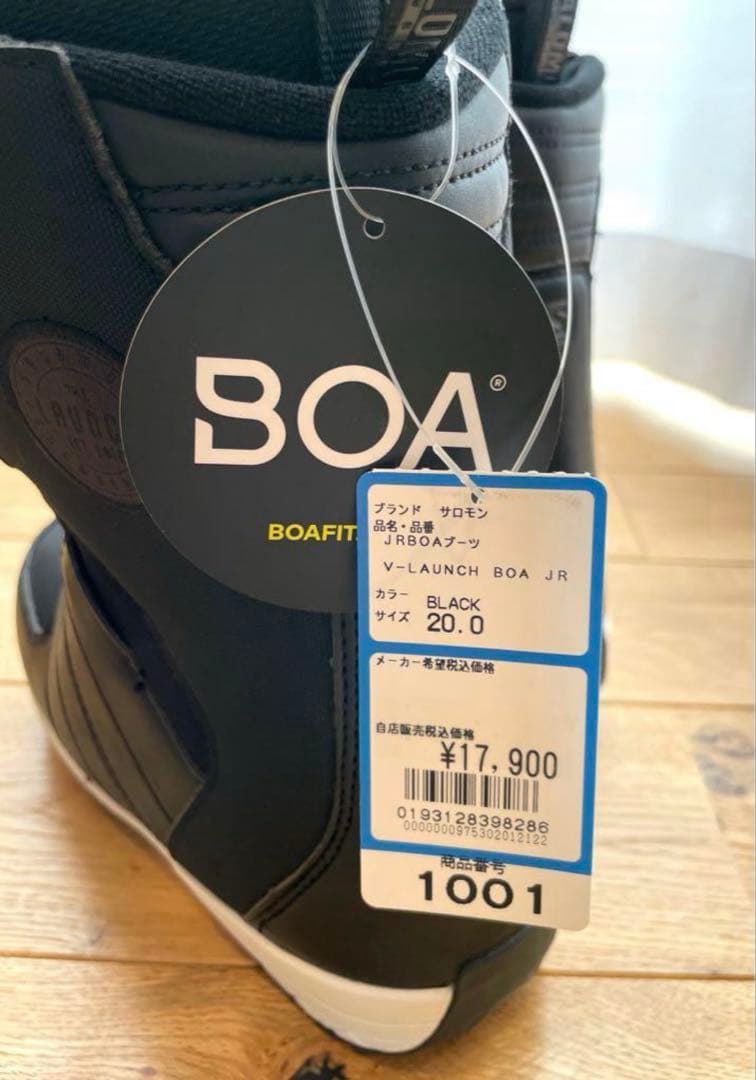 BOA®
BOAFIT.
ブランド サロモン
品名・品番
JRBOAブーツ
V-LAUNCH BOA JR
カラー BLACK
サイズ 20.0
メーカー希望税込価格
自店販売税込価格
¥17,900
0193128398286
0000000975302012122
商品番号
1001